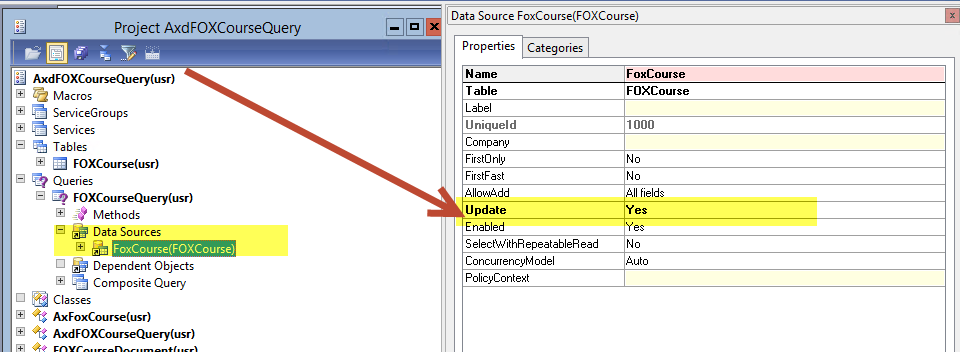 Project AxdFOXCourseQuery
AxdFOXCourseQuery(usr)
Macros
ServiceGroups
Services
Tables
FOXCourse(usr)
Queries
FOXCourseQuery(usr)
Methods
Data Sources
FoxCourse(FOXCourse)
Dependent Objects
Composite Query
Classes
AxFoxCourse(usr)
AxdFOXCourseQuery(usr)
FOXCourseDocument(usr)
Data Source FoxCourse(FOXCourse)
Properties Categories
Name FoxCourse
Table FOXCourse
Label
UniqueId 1000
Company
FirstOnly No
FirstFast No
AllowAdd All fields
Update Yes
Enabled Yes
SelectWithRepeatableRead No
ConcurrencyModel Auto
PolicyContext